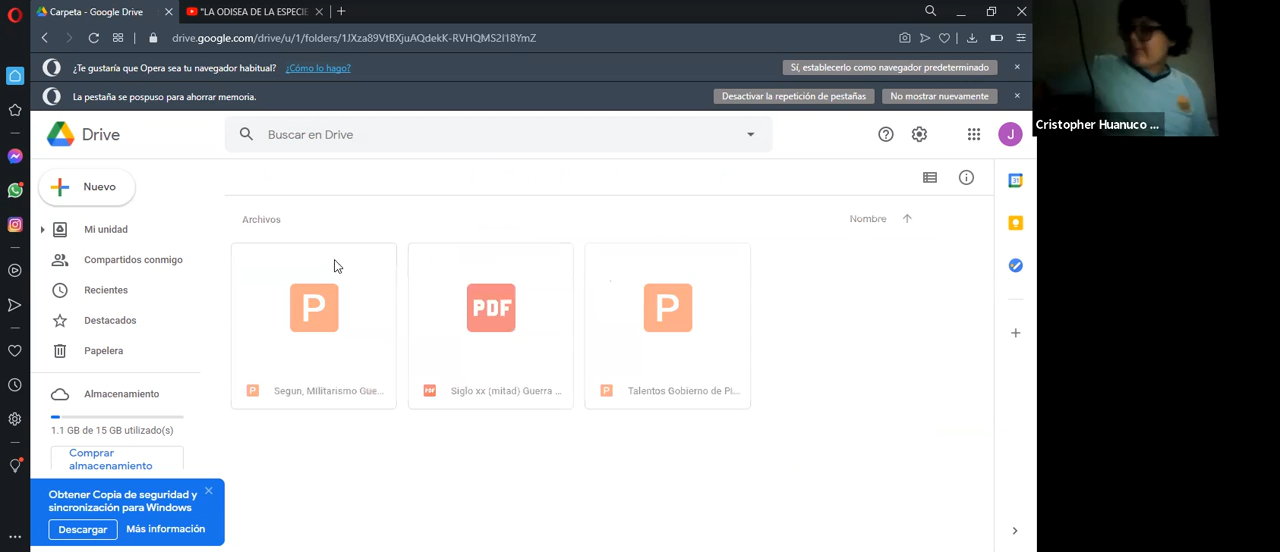 Carpeta - Google Drive
"LA ODISEA DE LA ESPECIE
drive.google.com/drive/u/1/folders/1JXza89VtBXjuAQdekK-RVHQMS2I18YmZ
¿Te gustaría que Opera sea tu navegador habitual? ¿Cómo lo hago? Sí, establecerlo como navegador predeterminado
La pestaña se pospuso para ahorrar memoria. Desactivar la repetición de pestañas No mostrar nuevamente
Cristopher Huanuco ...
Drive
Buscar en Drive
J
Nuevo
Archivos
Nombre
Mi unidad
Compartidos conmigo
Recientes
Destacados
Papelera
P
PDF
P
P Segun, MIlitarismo Gue...
PDF Siglo xx (mitad) Guerra ...
P Talentos Gobierno de Pi...
Almacenamiento
1.1 GB de 15 GB utilizado(s)
Comprar
almacenamiento
Obtener Copia de seguridad y
sincronización para Windows
Descargar Más información
31